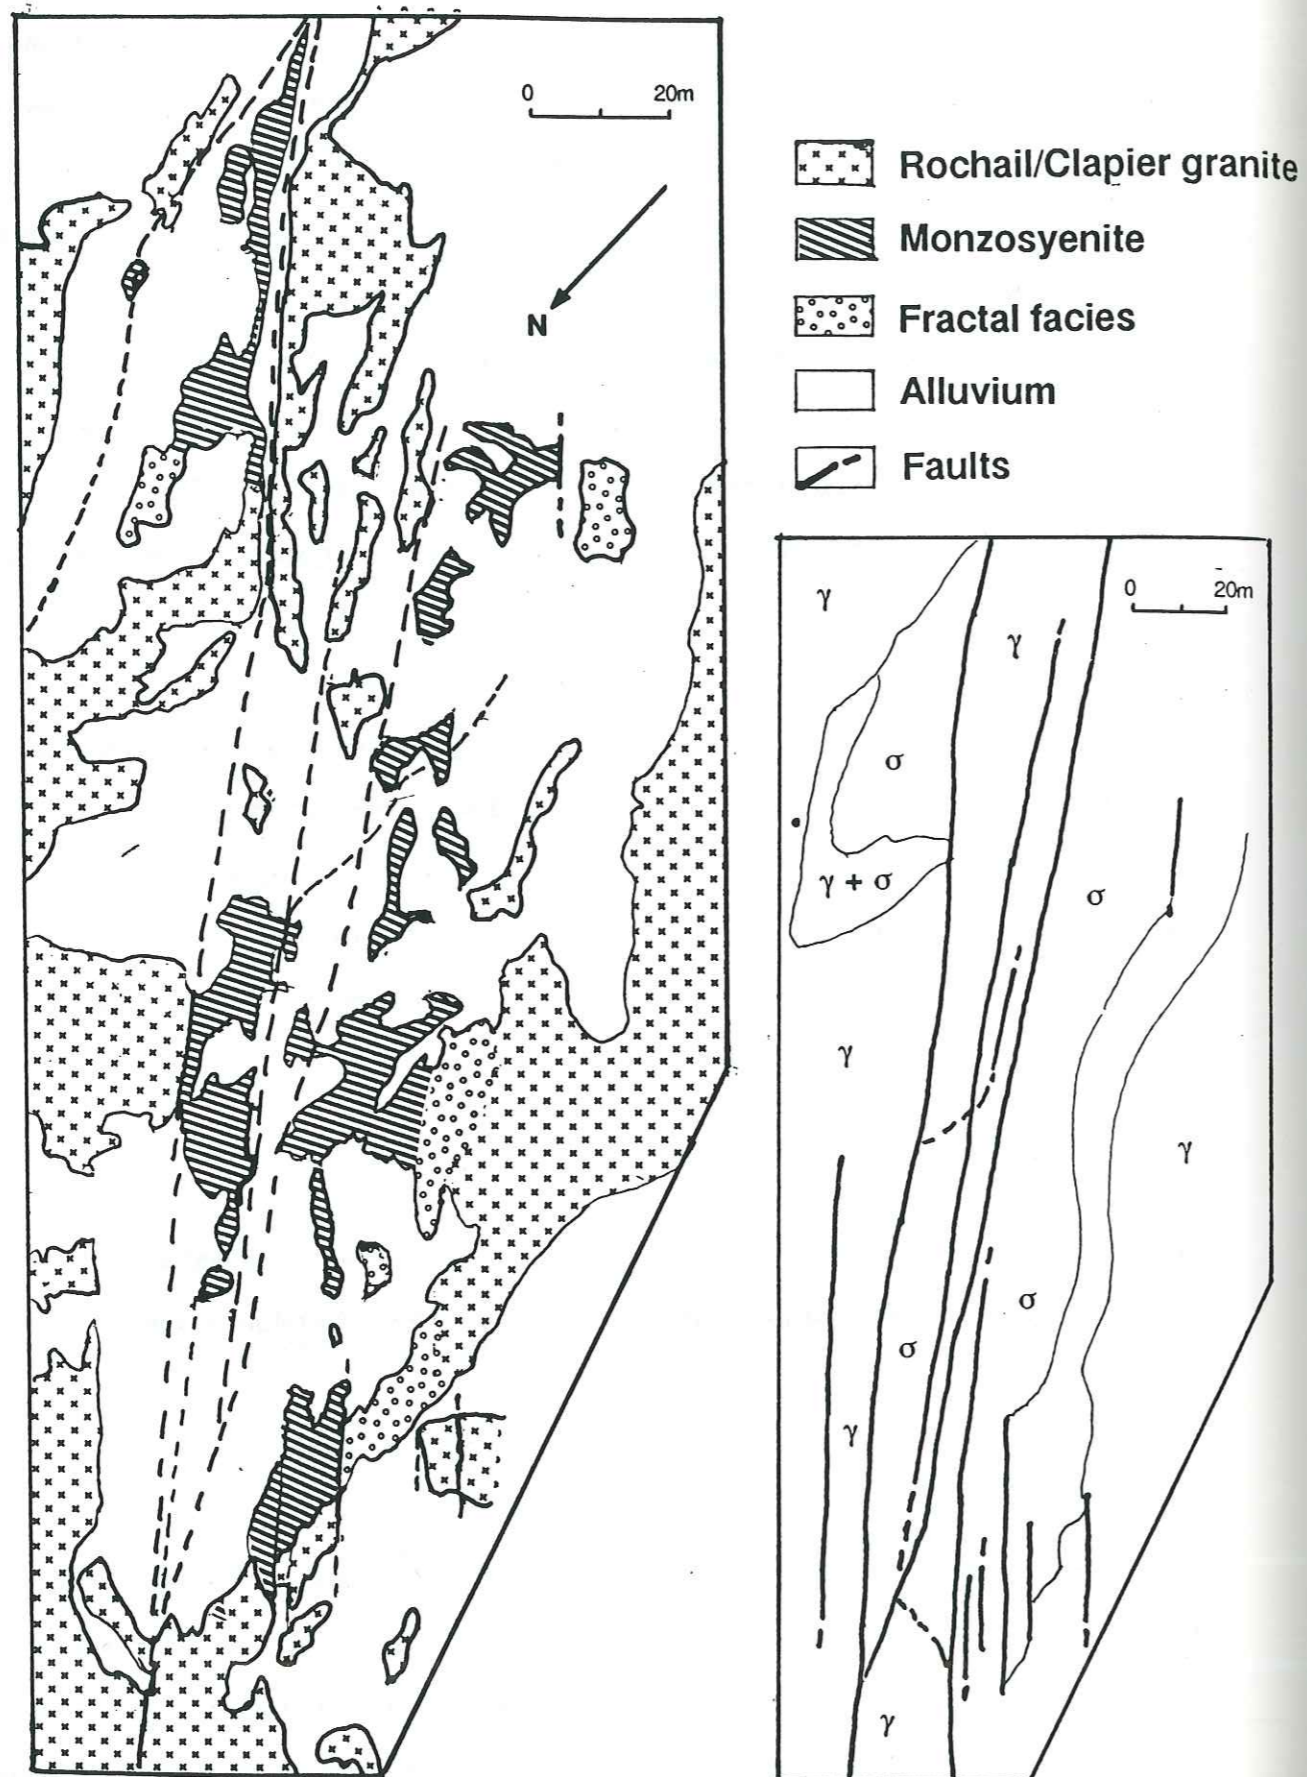 0 20m
N
Rochail/Clapier granite
Monzosyenite
Fractal facies
Alluvium
Faults
0 20m
γ
γ
σ
γ + σ
σ
γ
γ
σ
σ
γ
γ